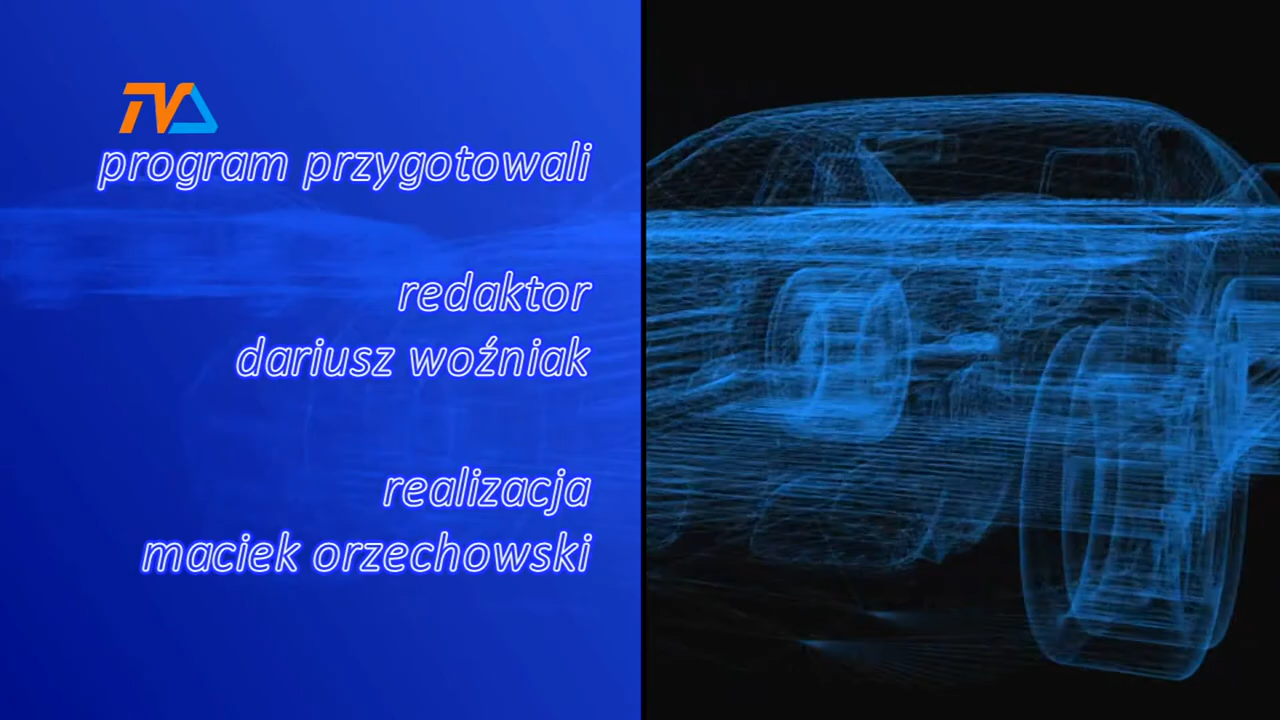 TVA
program przygotowali
redaktor
dariusz woźniak
realizacja
maciek orzechowski